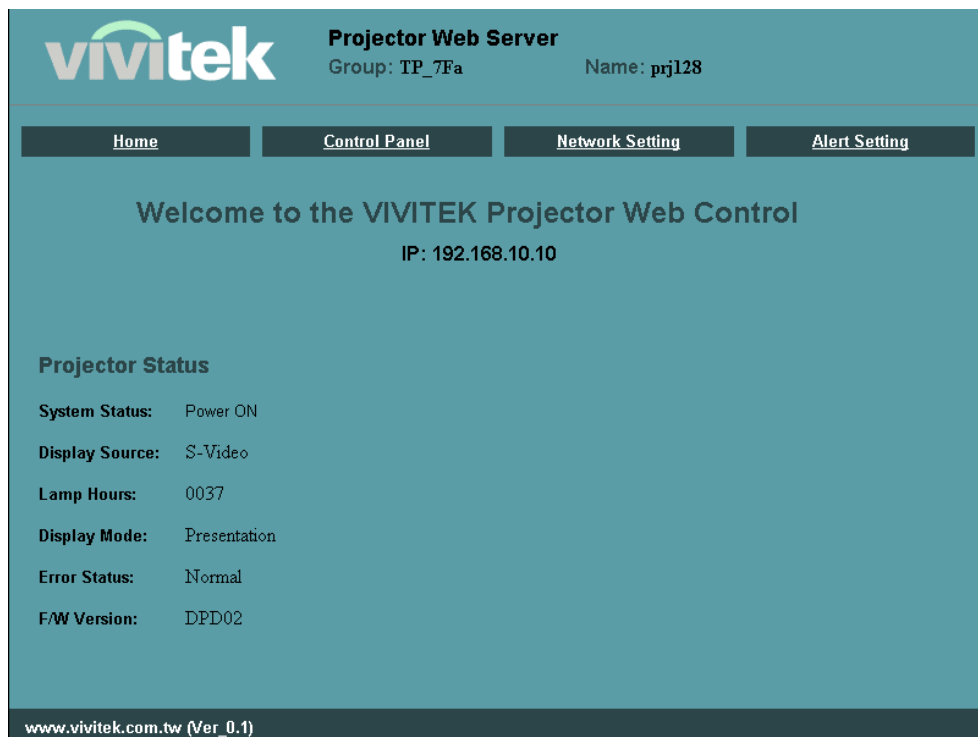 vivitek
Projector Web Server
Group: TP_7Fa Name: prj128
Home Control Panel Network Setting Alert Setting
Welcome to the VIVITEK Projector Web Control
IP: 192.168.10.10
Projector Status
System Status: Power ON
Display Source: S-Video
Lamp Hours: 0037
Display Mode: Presentation
Error Status: Normal
F/W Version: DPD02
www.vivitek.com.tw (Ver_0.1)